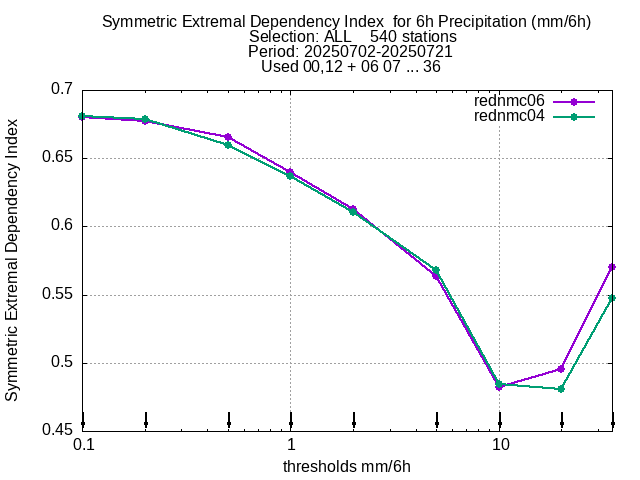 Symmetric Extremal Dependency Index  for 6h Precipitation (mm/6h)
Selection: ALL    540 stations
Period: 20250702-20250721
Used 00,12 + 06 07 ... 36
rednmc06
rednmc04
Symmetric Extremal Dependency Index
0.7
0.65
0.6
0.55
0.5
0.45
0.1 1 10
thresholds mm/6h